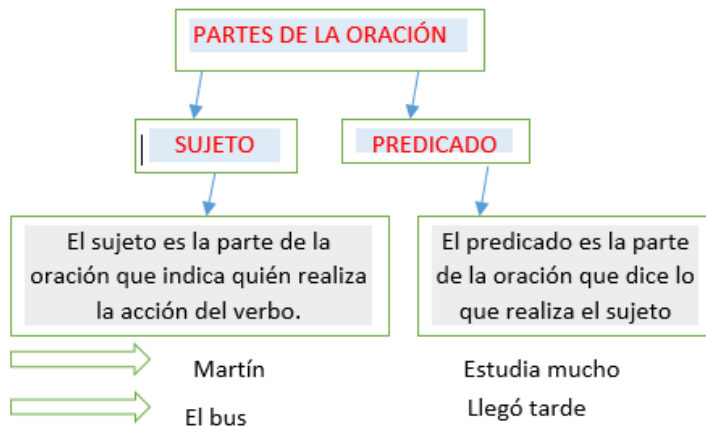 PARTES DE LA ORACIÓN
SUJETO
PREDICADO
El sujeto es la parte de la
oración que indica quién realiza
la acción del verbo.
El predicado es la parte
de la oración que dice lo
que realiza el sujeto
Martín
Estudia mucho
El bus
Llegó tarde